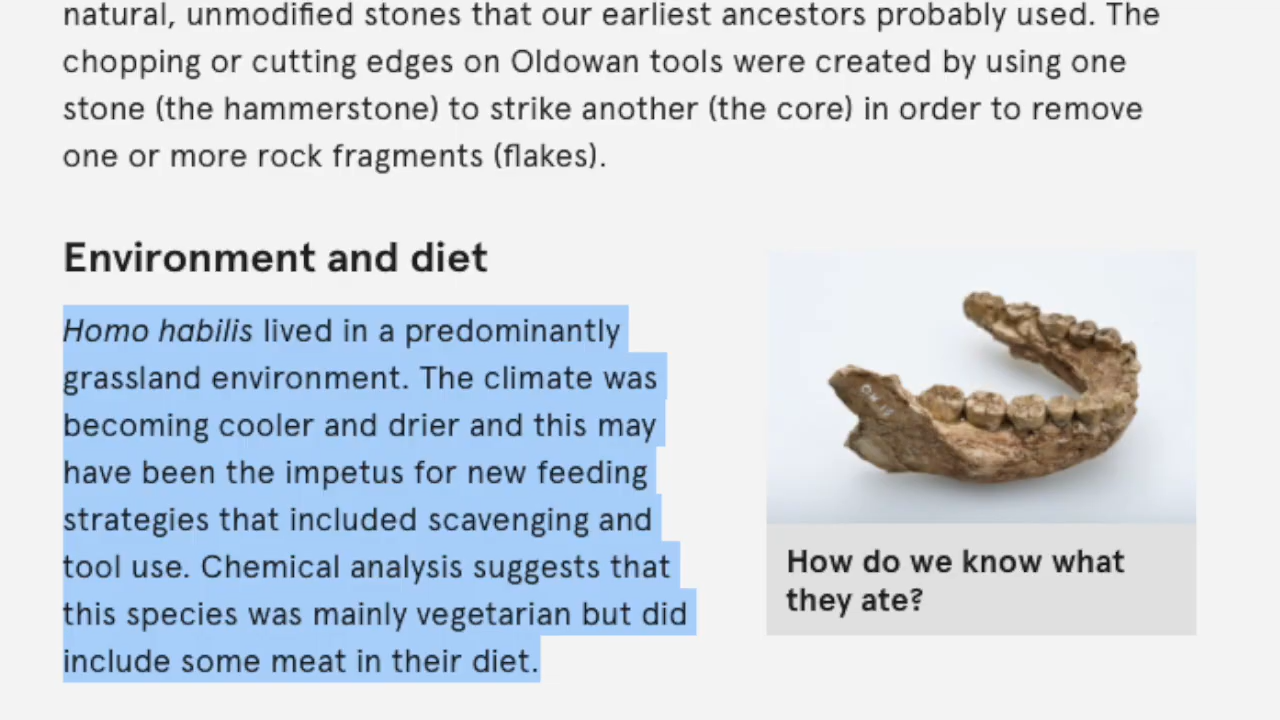 natural, unmodified stones that our earliest ancestors probably used. The
chopping or cutting edges on Oldowan tools were created by using one
stone (the hammerstone) to strike another (the core) in order to remove
one or more rock fragments (flakes).
Environment and diet
Homo habilis lived in a predominantly
grassland environment. The climate was
becoming cooler and drier and this may
have been the impetus for new feeding
strategies that included scavenging and
tool use. Chemical analysis suggests that
this species was mainly vegetarian but did
include some meat in their diet.
How do we know what
they ate?